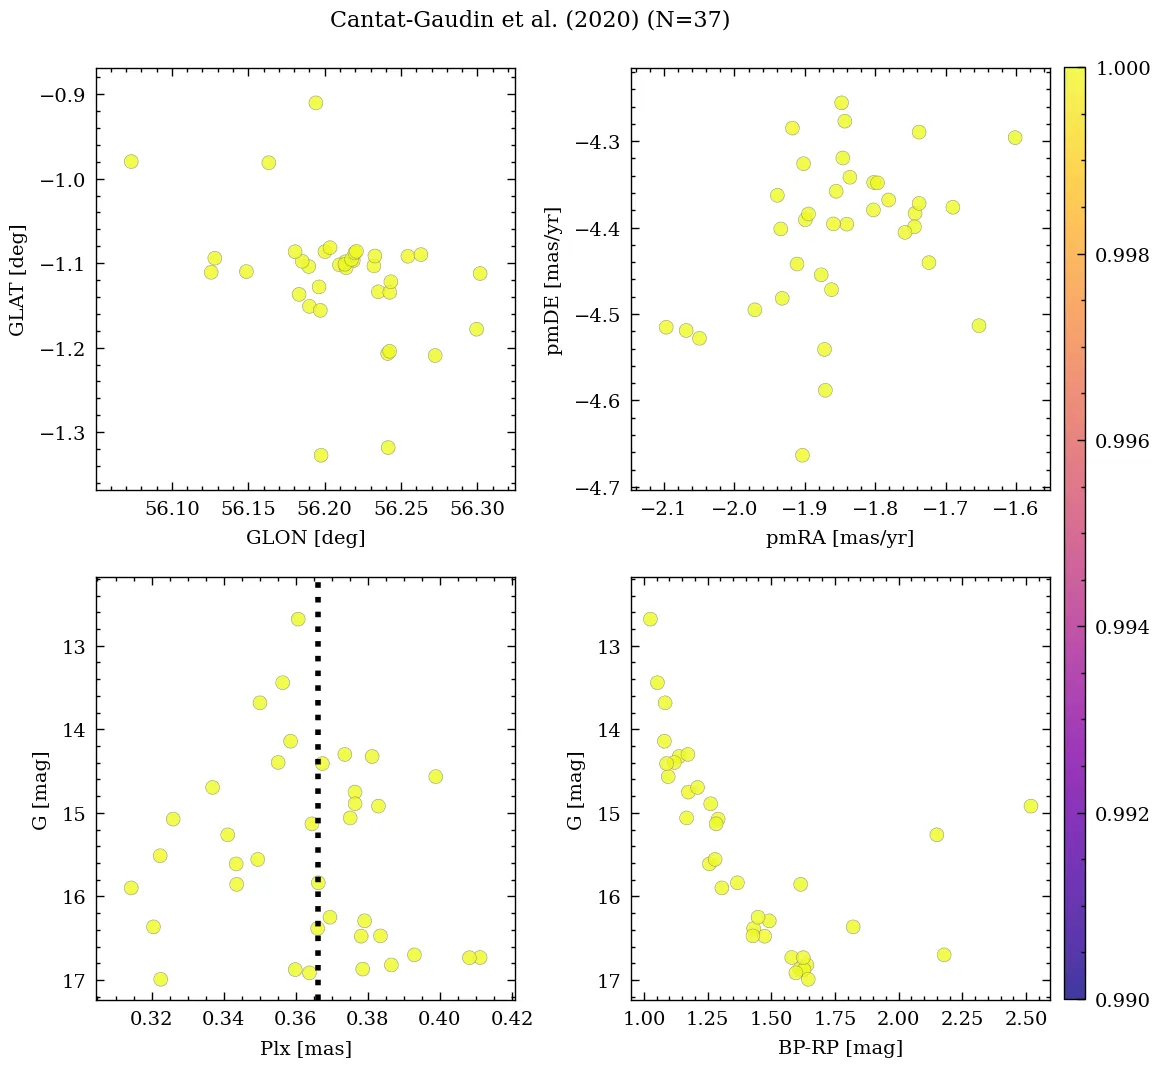 Cantat-Gaudin et al. (2020) (N=37)
−0.9
−1.0
−1.1
−1.2
−1.3
GLAT [deg]
56.10 56.15 56.20 56.25 56.30
GLON [deg]
−4.3
−4.4
−4.5
−4.6
−4.7
pmDE [mas/yr]
−2.1 −2.0 −1.9 −1.8 −1.7 −1.6
pmRA [mas/yr]
1.000
0.998
0.996
0.994
0.992
0.990
13
14
15
16
17
G [mag]
0.32 0.34 0.36 0.38 0.40 0.42
Plx [mas]
13
14
15
16
17
G [mag]
1.00 1.25 1.50 1.75 2.00 2.25 2.50
BP-RP [mag]